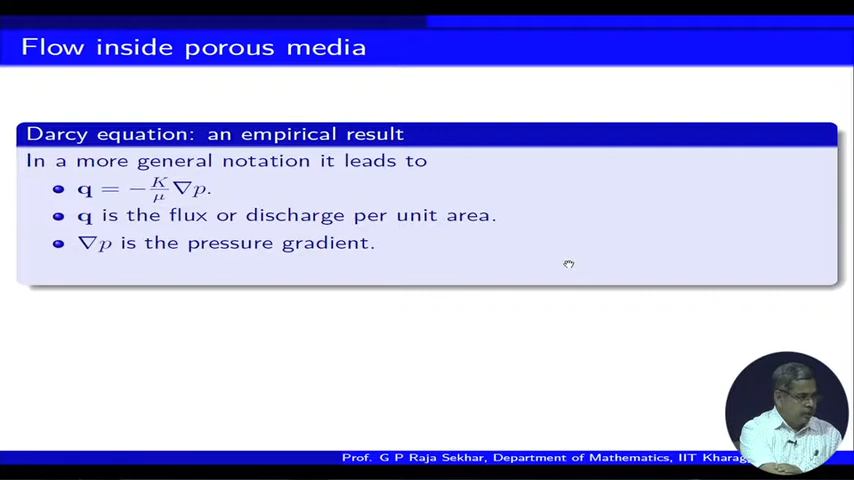 Flow inside porous media
Darcy equation: an empirical result
In a more general notation it leads to
q = −K/μ ∇p.
q is the flux or discharge per unit area.
∇p is the pressure gradient.
Prof. G P Raja Sekhar, Department of Mathematics, IIT